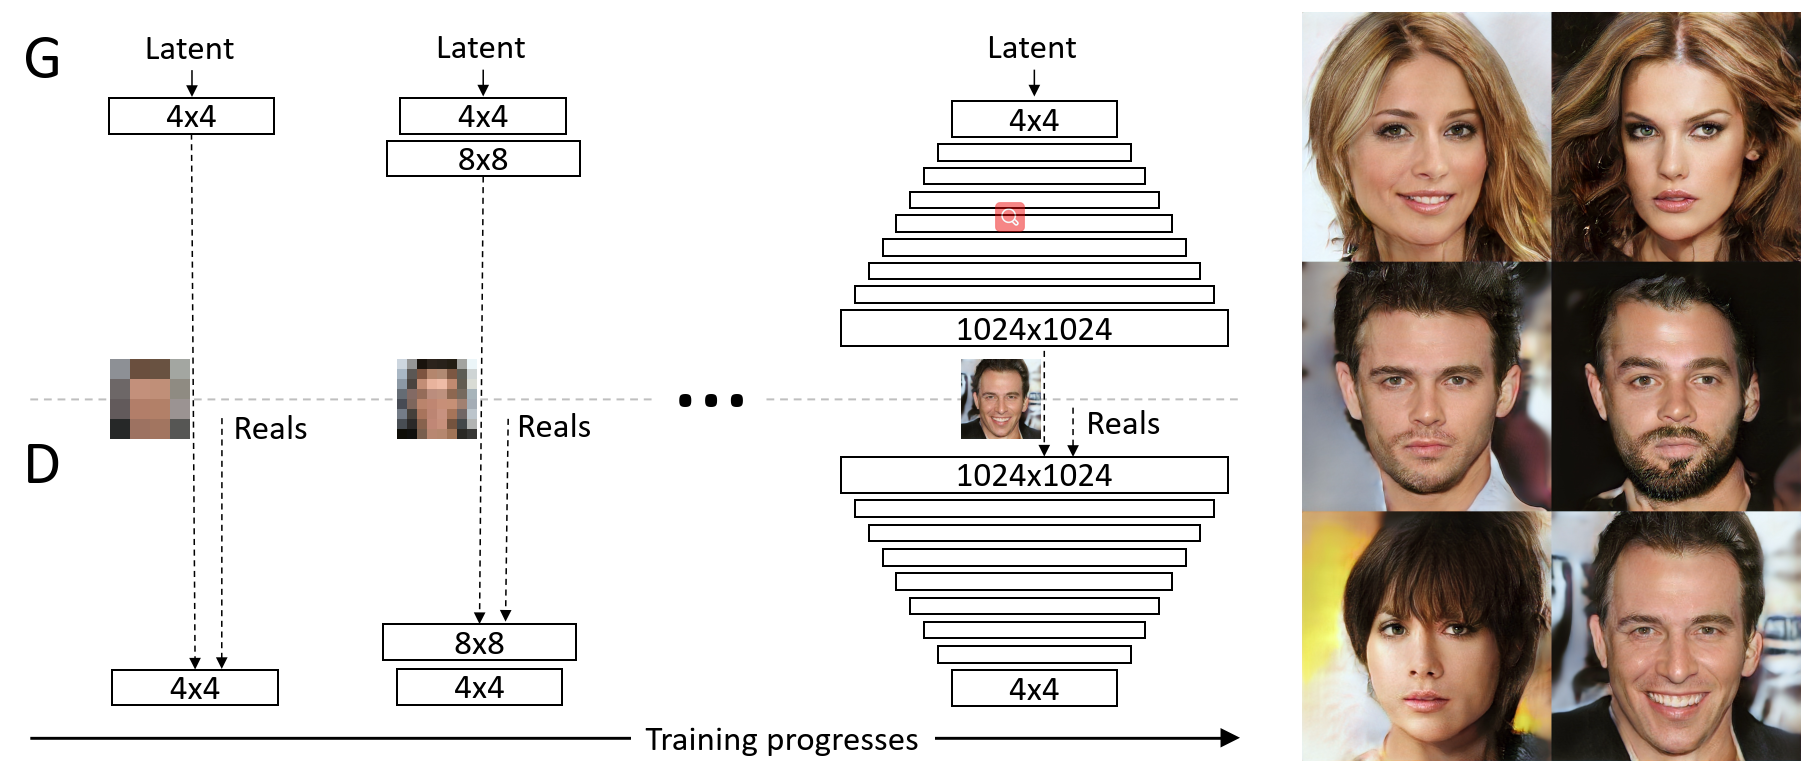 G
Latent
Latent
Latent
4x4
4x4
4x4
8x8
1024x1024
Reals
Reals
Reals
D
1024x1024
8x8
4x4
4x4
4x4
Training progresses